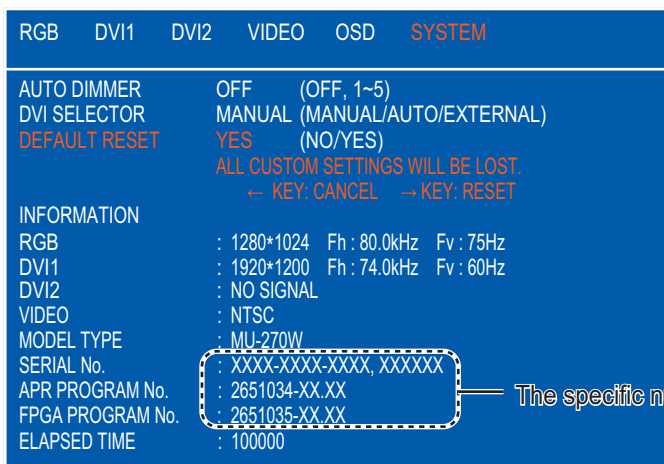 RGB DVI1 DVI2 VIDEO OSD SYSTEM
AUTO DIMMER OFF (OFF, 1~5)
DVI SELECTOR MANUAL (MANUAL/AUTO/EXTERNAL)
DEFAULT RESET YES (NO/YES)
ALL CUSTOM SETTINGS WILL BE LOST.
← KEY: CANCEL → KEY: RESET
INFORMATION
RGB : 1280*1024 Fh : 80.0kHz Fv : 75Hz
DVI1 : 1920*1200 Fh : 74.0kHz Fv : 60Hz
DVI2 : NO SIGNAL
VIDEO : NTSC
MODEL TYPE : MU-270W
SERIAL No. : XXXX-XXXX-XXXX, XXXXXX
APR PROGRAM No. : 2651034-XX.XX
The specific
FPGA PROGRAM No. : 2651035-XX.XX
ELAPSED TIME : 100000